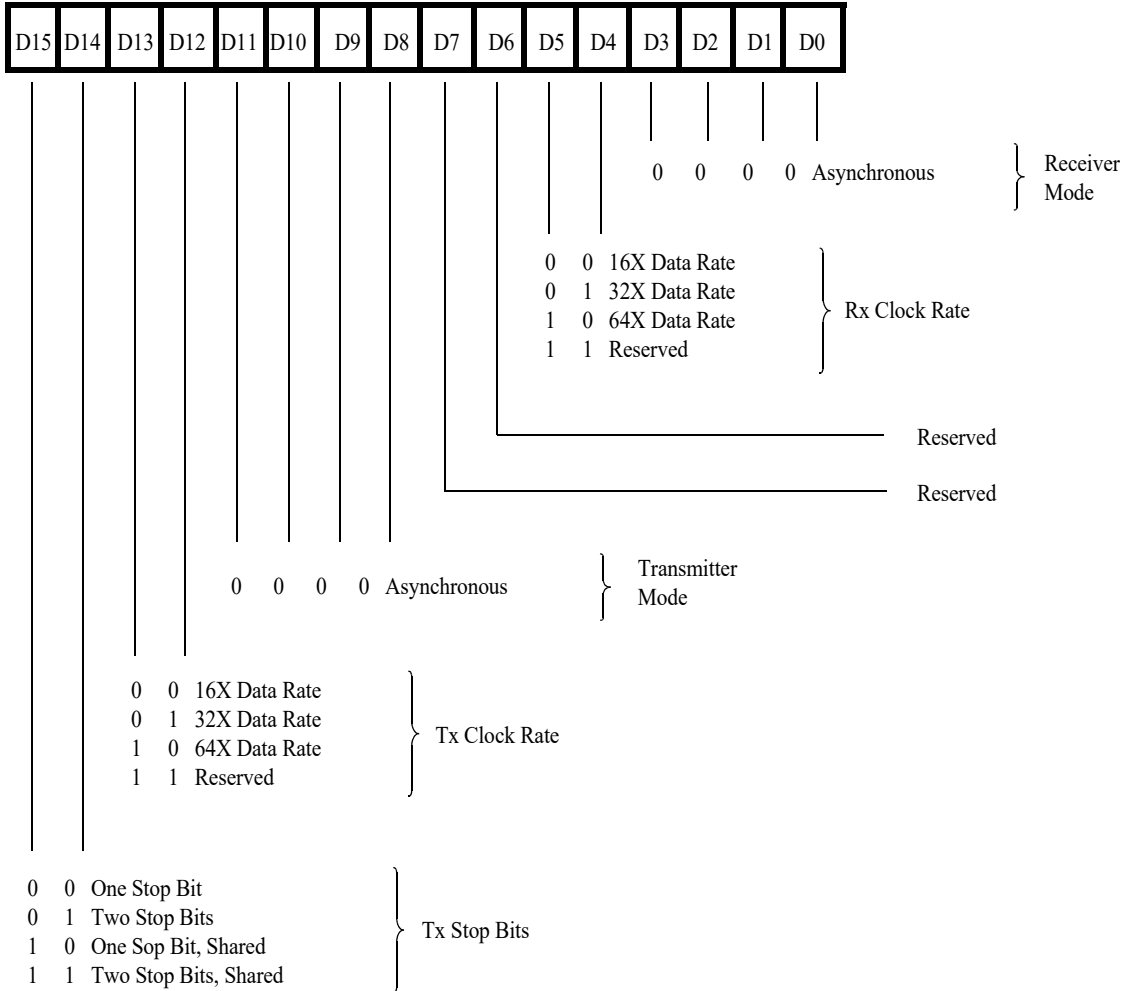 D15 D14 D13 D12 D11 D10 D9 D8 D7 D6 D5 D4 D3 D2 D1 D0
0 0 0 0 Asynchronous
Receiver
Mode
0 0 16X Data Rate
0 1 32X Data Rate
1 0 64X Data Rate
1 1 Reserved
Rx Clock Rate
Reserved
Reserved
0 0 0 0 Asynchronous
Transmitter
Mode
0 0 16X Data Rate
0 1 32X Data Rate
1 0 64X Data Rate
1 1 Reserved
Tx Clock Rate
0 0 One Stop Bit
0 1 Two Stop Bits
1 0 One Sop Bit, Shared
1 1 Two Stop Bits, Shared
Tx Stop Bits